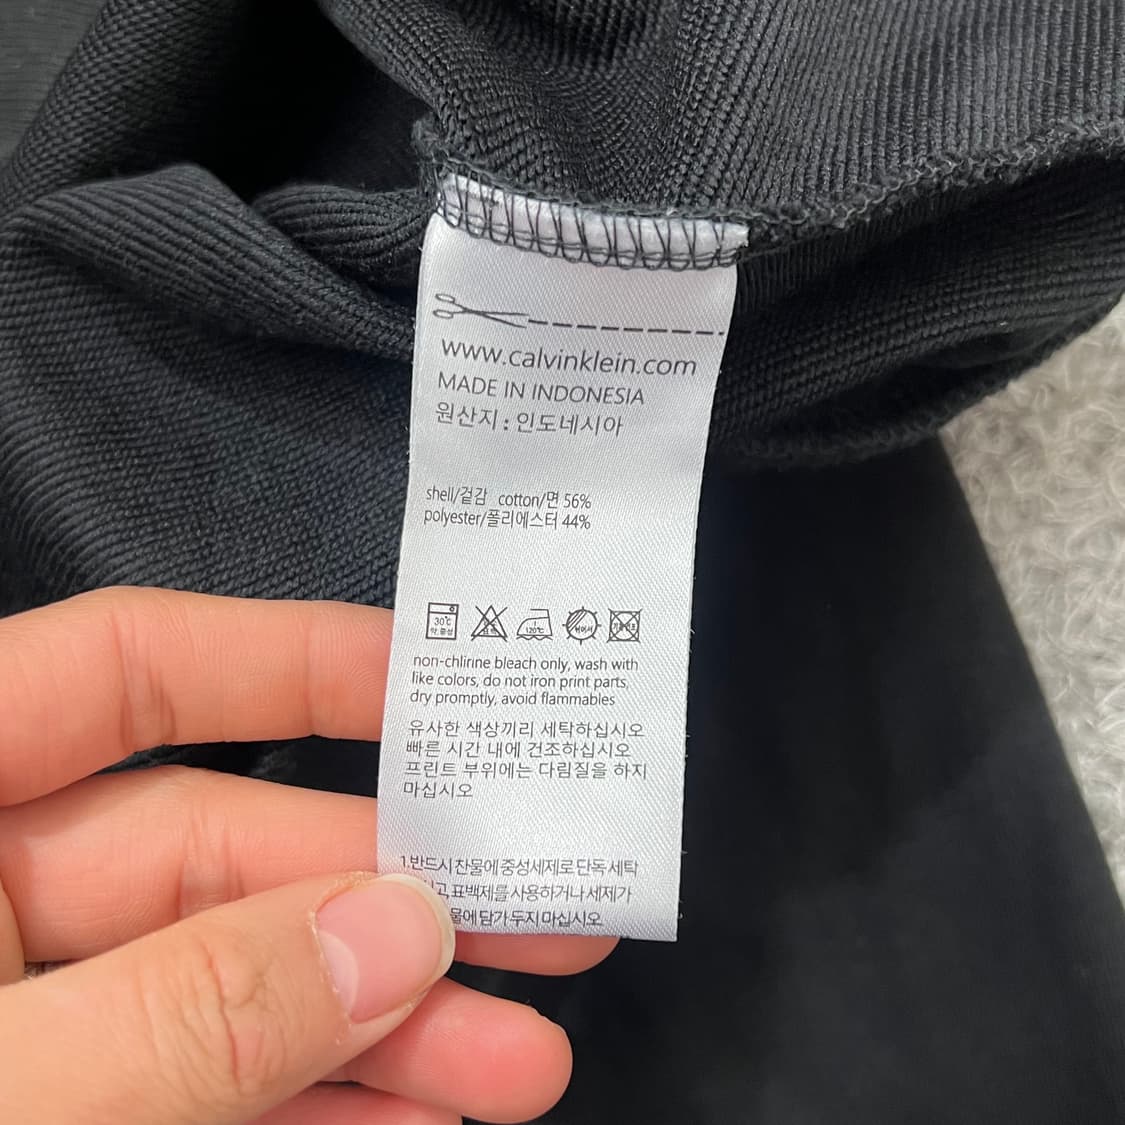 www.calvinklein.com
MADE IN INDONESIA
원산지 : 인도네시아
shell/겉감 cotton/면 56%
polyester/폴리에스터 44%
30℃
약 중성
120℃
non-chlirine bleach only, wash with
like colors, do not iron print parts,
dry promptly, avoid flammables
유사한 색상끼리 세탁하십시오
빠른 시간 내에 건조하십시오
프린트 부위에는 다림질을 하지
마십시오
1.반드시 찬물에 중성세제로 단독 세탁
표백제를 사용하거나 세제가
물에 담가 두지 마십시오